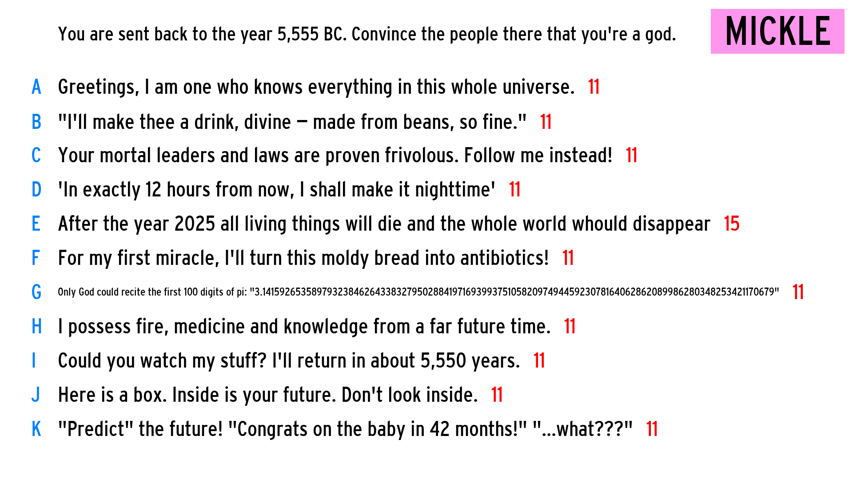 You are sent back to the year 5,555 BC. Convince the people there that you're a god. MICKLE
A Greetings, I am one who knows everything in this whole universe. 11
B "I'll make thee a drink, divine – made from beans, so fine." 11
C Your mortal leaders and laws are proven frivolous. Follow me instead! 11
D 'In exactly 12 hours from now, I shall make it nighttime' 11
E After the year 2025 all living things will die and the whole world whould disappear 15
F For my first miracle, I'll turn this moldy bread into antibiotics! 11
G Only God could recite the first 100 digits of pi: "3.141592653589793238462643383279502884197169399375105820974944592307816406286208998628034825342117​0679" 11
H I possess fire, medicine and knowledge from a far future time. 11
I Could you watch my stuff? I'll return in about 5,550 years. 11
J Here is a box. Inside is your future. Don't look inside. 11
K "Predict" the future! "Congrats on the baby in 42 months!" "...what???" 11